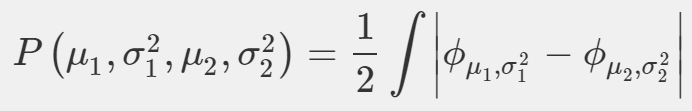 P(μ₁, σ₁², μ₂, σ₂²) = 1/2 ∫ |ϕ_{μ₁,σ₁²} − ϕ_{μ₂,σ₂²}|